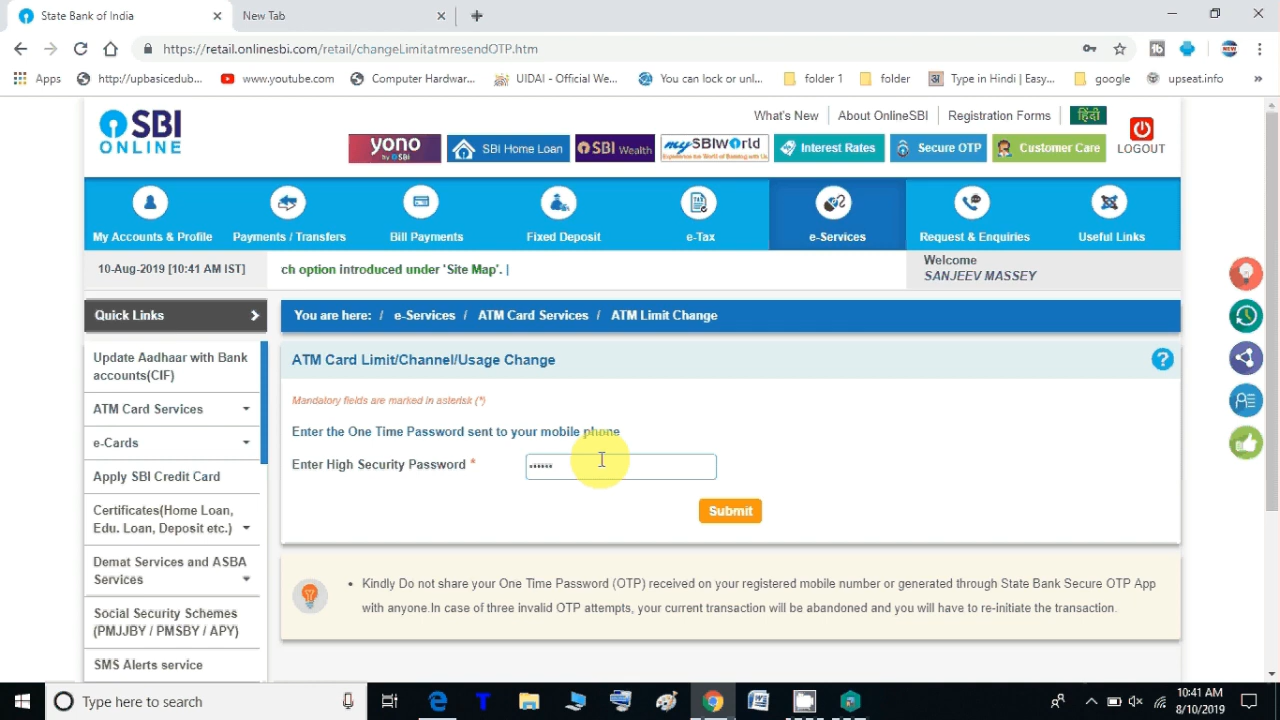 State Bank of India
New Tab
https://retail.onlinesbi.com/retail/changeLimitatmresendOTP.htm
Apps http://upbasicedub... www.youtube.com Computer Hardwar... UIDAI - Official We... You can lock or unl... folder 1 folder Type in Hindi | Easy... google upseat.info »
SBI
ONLINE
What's New About OnlineSBI Registration Forms हिंदी
yono
by SBI
SBI Home Loan
SBI Wealth
mySBIWorld
Experience the World of Banking with Us
Interest Rates
Secure OTP
Customer Care
LOGOUT
My Accounts & Profile Payments / Transfers Bill Payments Fixed Deposit e-Tax e-Services Request & Enquiries Useful Links
10-Aug-2019 [10:41 AM IST]
ch option introduced under 'Site Map'. |
Welcome
SANJEEV MASSEY
Quick Links
You are here: / e-Services / ATM Card Services / ATM Limit Change
Update Aadhaar with Bank
accounts(CIF)
ATM Card Services
e-Cards
Apply SBI Credit Card
Certificates(Home Loan,
Edu. Loan, Deposit etc.)
Demat Services and ASBA
Services
Social Security Schemes
(PMJJBY / PMSBY / APY)
SMS Alerts service
ATM Card Limit/Channel/Usage Change
?
Mandatory fields are marked in asterisk (*)
Enter the One Time Password sent to your mobile phone
Enter High Security Password * ••••••
Submit
• Kindly Do not share your One Time Password (OTP) received on your registered mobile number or generated through State Bank Secure OTP App
with anyone.In case of three invalid OTP attempts, your current transaction will be abandoned and you will have to re-initiate the transaction.
Type here to search
10:41 AM
8/10/2019